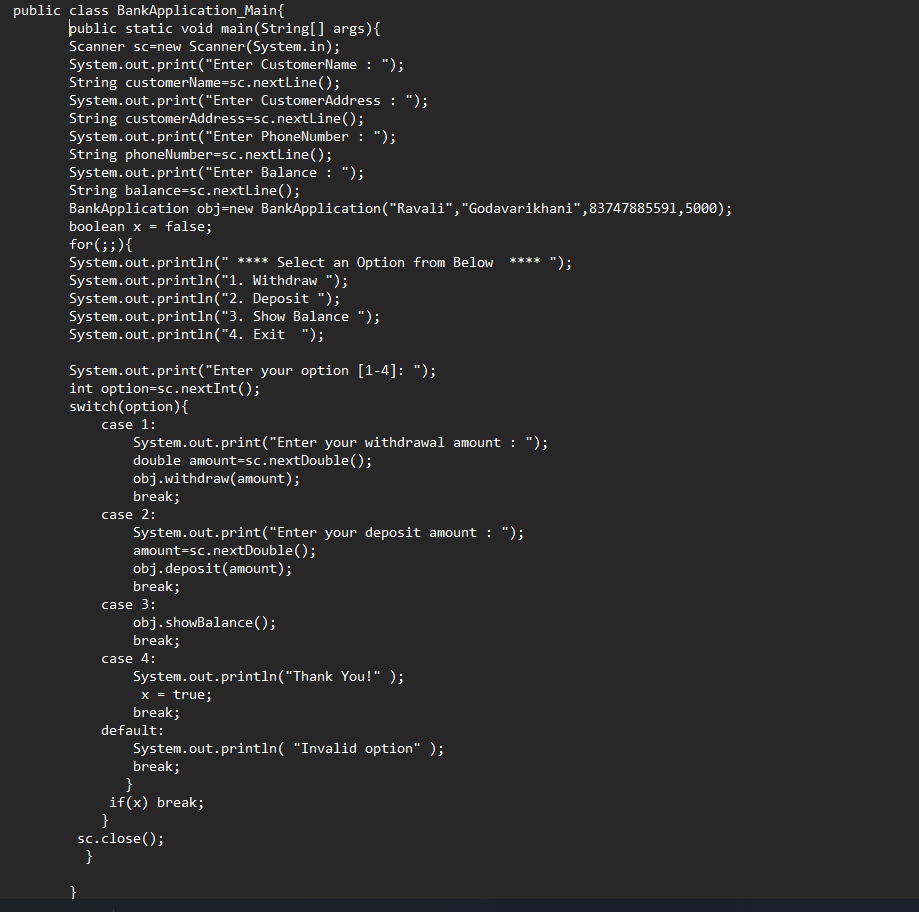 public class BankApplication_Main{
public static void main(String[] args){
Scanner sc=new Scanner(System.in);
System.out.print("Enter CustomerName : ");
String customerName=sc.nextLine();
System.out.print("Enter CustomerAddress : ");
String customerAddress=sc.nextLine();
System.out.print("Enter PhoneNumber : ");
String phoneNumber=sc.nextLine();
System.out.print("Enter Balance : ");
String balance=sc.nextLine();
BankApplication obj=new BankApplication("Ravali","Godavarikhani",8374788559l,5000);
boolean x = false;
for(;;){
System.out.println(" **** Select an Option from Below  **** ");
System.out.println("1. Withdraw ");
System.out.println("2. Deposit ");
System.out.println("3. Show Balance ");
System.out.println("4. Exit  ");
System.out.print("Enter your option [1-4]: ");
int option=sc.nextInt();
switch(option){
case 1:
System.out.print("Enter your withdrawal amount : ");
double amount=sc.nextDouble();
obj.withdraw(amount);
break;
case 2:
System.out.print("Enter your deposit amount : ");
amount=sc.nextDouble();
obj.deposit(amount);
break;
case 3:
obj.showBalance();
break;
case 4:
System.out.println("Thank You!" );
x = true;
break;
default:
System.out.println( "Invalid option" );
break;
}
if(x) break;
}
sc.close();
}
}